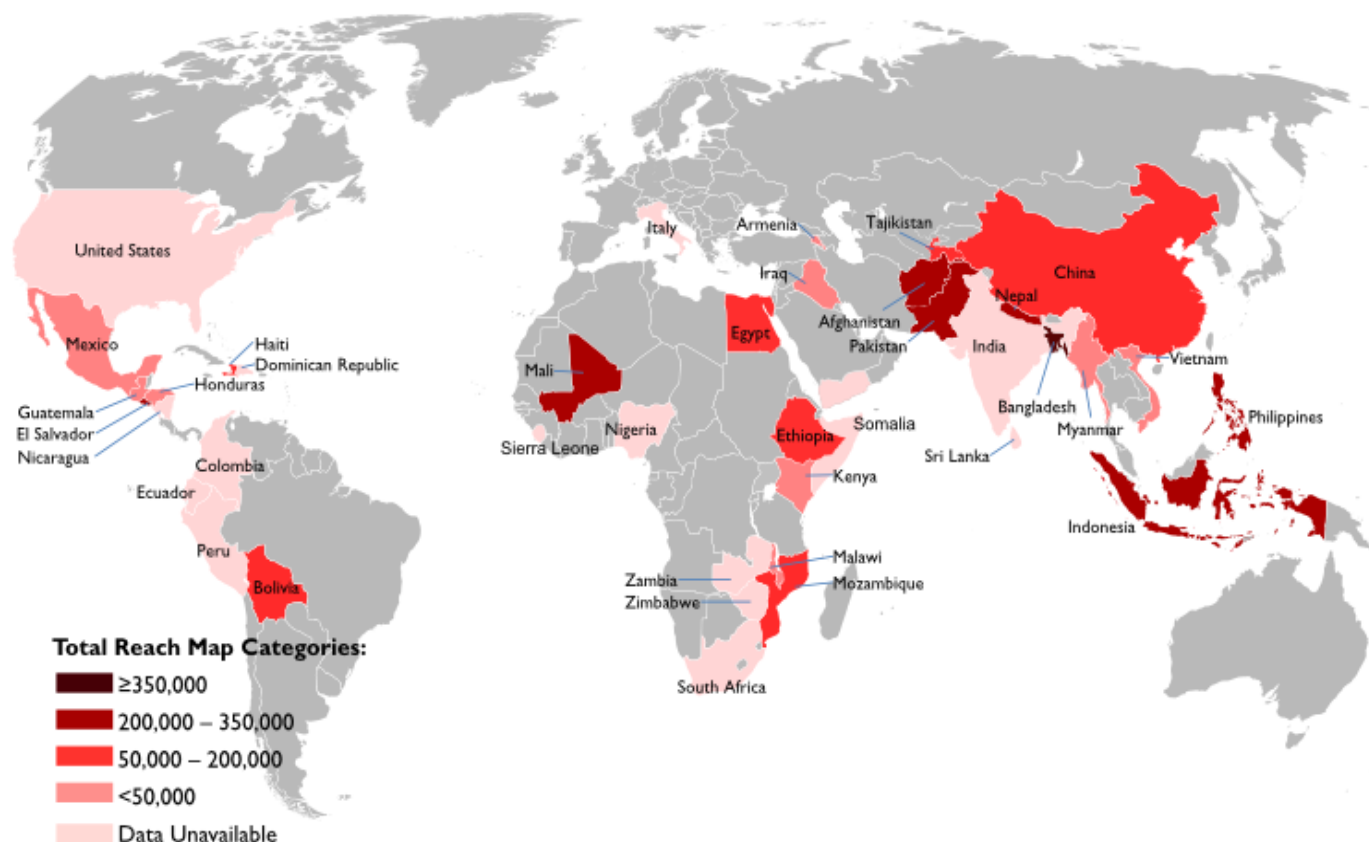 United States
Mexico
Haiti
Dominican Republic
Honduras
Guatemala
El Salvador
Nicaragua
Colombia
Ecuador
Peru
Bolivia
Italy
Armenia
Tajikistan
Iraq
China
Egypt
Afghanistan
Nepal
Pakistan
India
Vietnam
Mali
Bangladesh
Philippines
Myanmar
Nigeria
Ethiopia
Somalia
Sierra Leone
Sri Lanka
Kenya
Indonesia
Malawi
Zambia
Mozambique
Zimbabwe
South Africa
Total Reach Map Categories:
≥350,000
200,000 – 350,000
50,000 – 200,000
<50,000
Data Unavailable